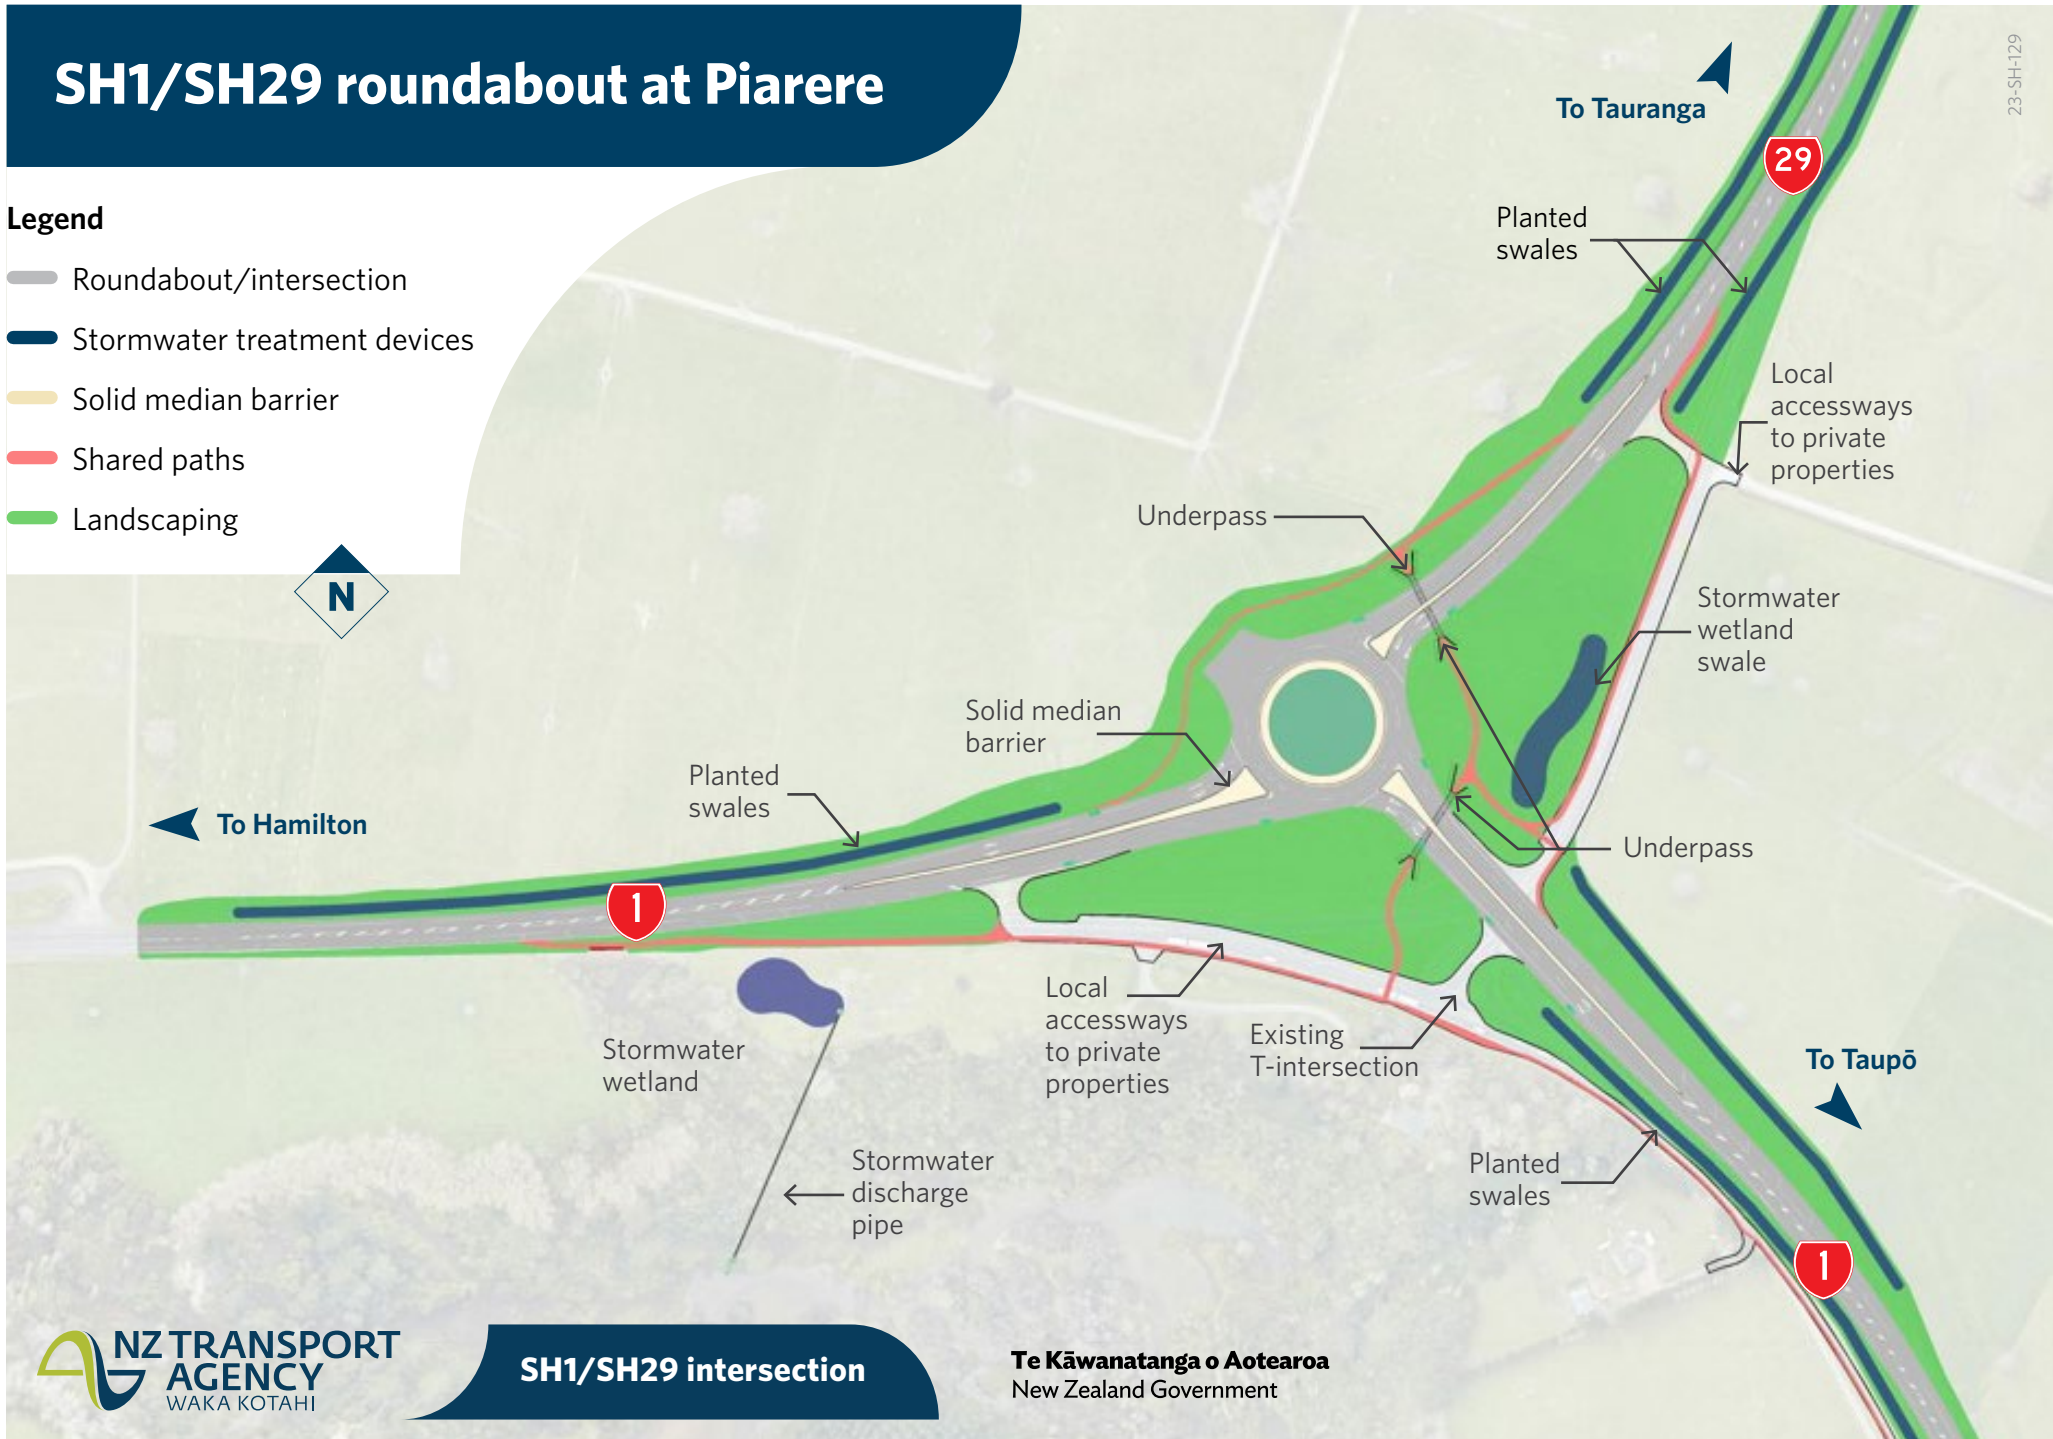 SH1/SH29 roundabout at Piarere
23-SH-129
To Tauranga
29
Legend
Roundabout/intersection
Stormwater treatment devices
Solid median barrier
Shared paths
Landscaping
N
Planted
swales
Local
accessways
to private
properties
Underpass
Stormwater
wetland
swale
Solid median
barrier
Planted
swales
To Hamilton
Underpass
1
Local
accessways
to private
properties
Existing
T-intersection
Stormwater
wetland
To Taupō
Stormwater
discharge
pipe
Planted
swales
1
NZ TRANSPORT
AGENCY
WAKA KOTAHI
SH1/SH29 intersection
Te Kāwanatanga o Aotearoa
New Zealand Government